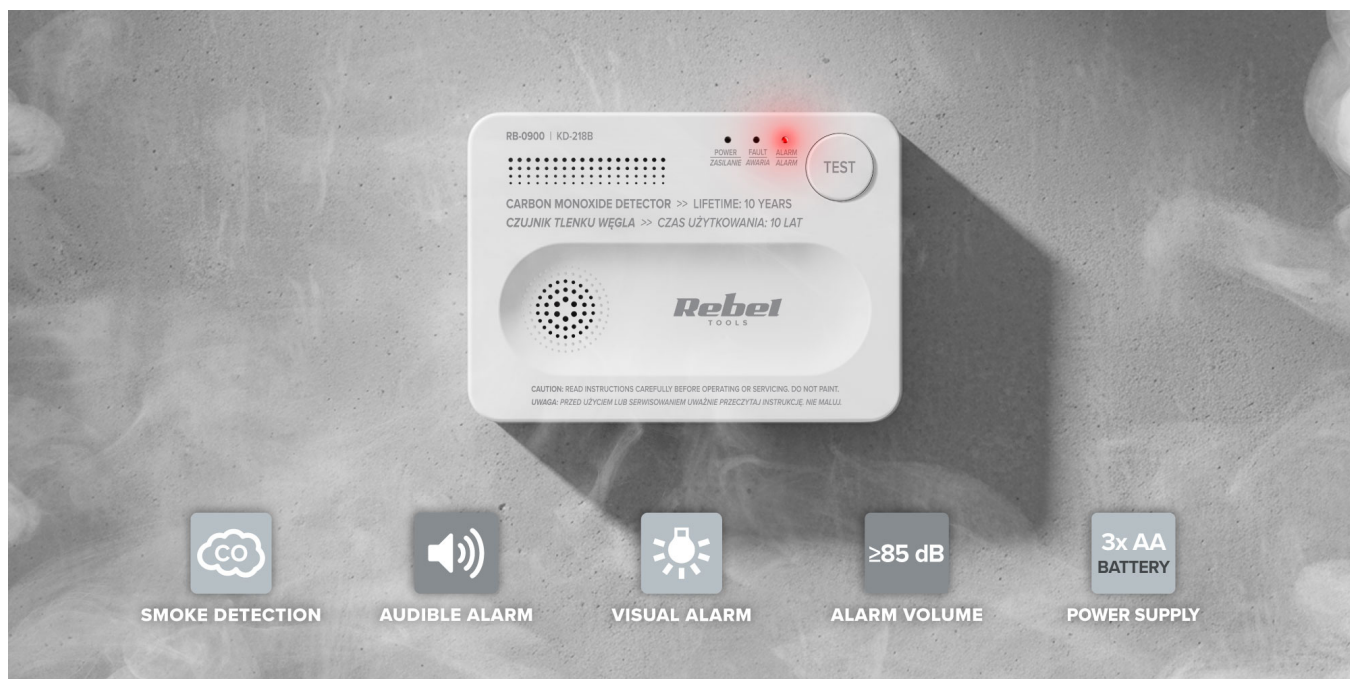 RB-0900 | KD-218B
POWER FAULT ALARM
ZASILANIE AWARIA ALARM
TEST
CARBON MONOXIDE DETECTOR >> LIFETIME: 10 YEARS
CZUJNIK TLENKU WĘGLA >> CZAS UŻYTKOWANIA: 10 LAT
Rebel
TOOLS
CAUTION: READ INSTRUCTIONS CAREFULLY BEFORE OPERATING OR SERVICING. DO NOT PAINT.
UWAGA: PRZED UŻYCIEM LUB SERWISOWANIEM UWAŻNIE PRZECZYTAJ INSTRUKCJĘ. NIE MALUJ.
CO
SMOKE DETECTION
AUDIBLE ALARM
VISUAL ALARM
≥85 dB
ALARM VOLUME
3x AA
BATTERY
POWER SUPPLY